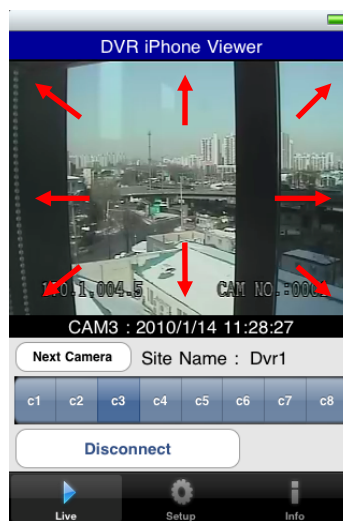 DVR iPhone Viewer
CAM NO.:000
CAM3 : 2010/1/14 11:28:27
Next Camera Site Name : Dvr1
c1 c2 c3 c4 c5 c6 c7 c8
Disconnect
Live Setup Info